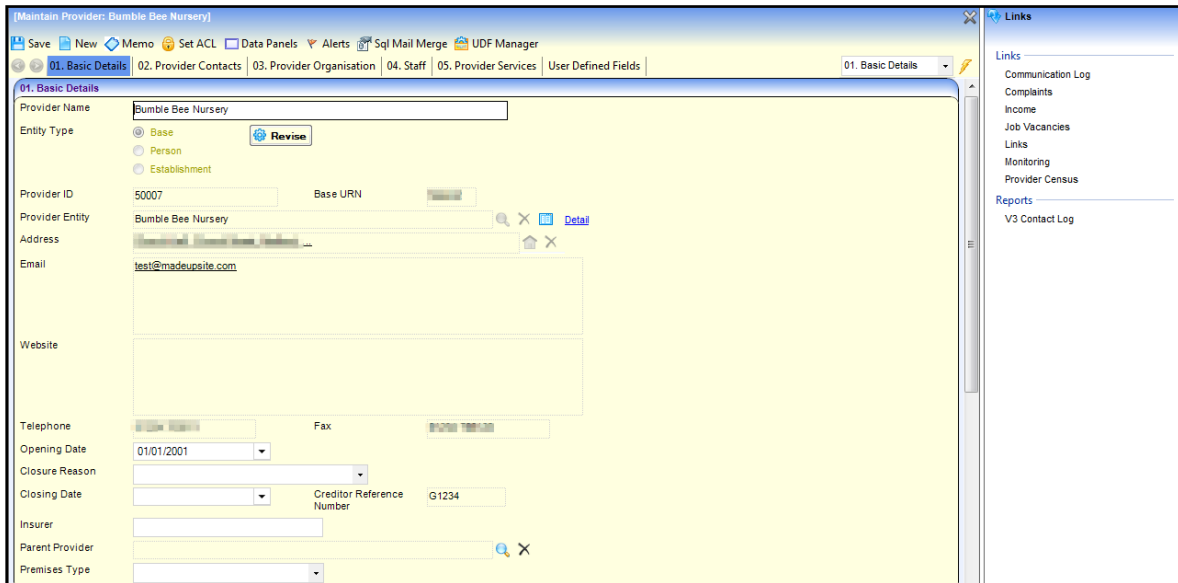 [Maintain Provider: Bumble Bee Nursery]
Save New Memo Set ACL Data Panels Alerts Sql Mail Merge UDF Manager
01. Basic Details 02. Provider Contacts 03. Provider Organisation 04. Staff 05. Provider Services User Defined Fields 01. Basic Details
01. Basic Details
Provider Name Bumble Bee Nursery
Entity Type Base Revise
Person
Establishment
Provider ID 50007 Base URN
Provider Entity Bumble Bee Nursery Detail
Address ...
Email test@madeupsite.com
Website
Telephone Fax
Opening Date 01/01/2001
Closure Reason
Closing Date Creditor Reference Number G1234
Insurer
Parent Provider
Premises Type
Links
Links
Communication Log
Complaints
Income
Job Vacancies
Links
Monitoring
Provider Census
Reports
V3 Contact Log